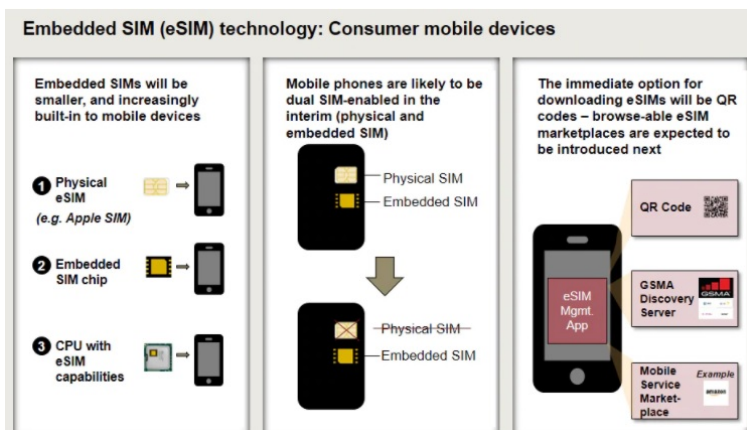 Embedded SIM (eSIM) technology: Consumer mobile devices
Embedded SIMs will be
smaller, and increasingly
built-in to mobile devices
1 Physical
eSIM
(e.g. Apple SIM)
2 Embedded
SIM chip
3 CPU with
eSIM
capabilities
Mobile phones are likely to be
dual SIM-enabled in the
interim (physical and
embedded SIM)
Physical SIM
Embedded SIM
Physical SIM
Embedded SIM
The immediate option for
downloading eSIMs will be QR
codes – browse-able eSIM
marketplaces are expected to
be introduced next
eSIM
Mgmt.
App
QR Code
GSMA
Discovery
Server
GSMA
Mobile
Service
Market-
place
Example
amazon